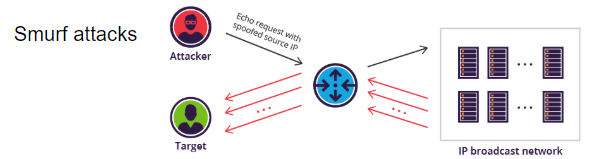 Smurf attacks
Echo request with
spoofed source IP
Attacker
Target
IP broadcast network